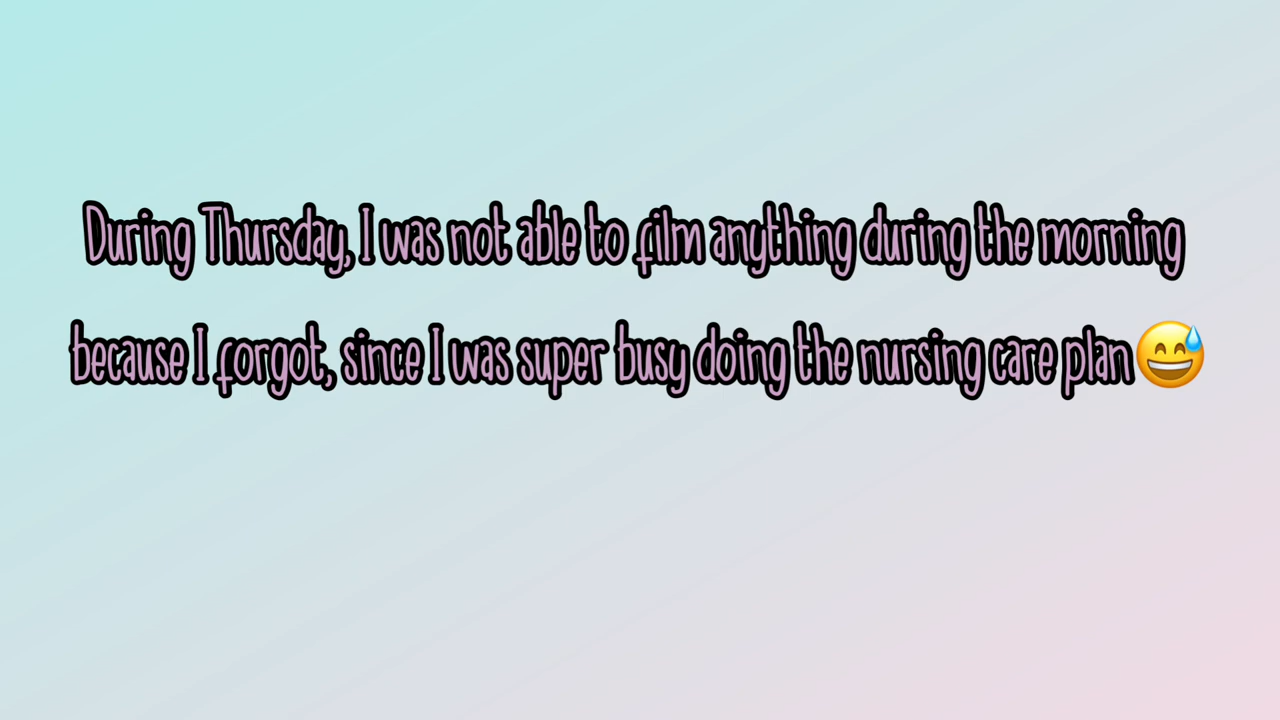 During Thursday, I was not able to film anything during the morning
because I forgot, since I was super busy doing the nursing care plan😅